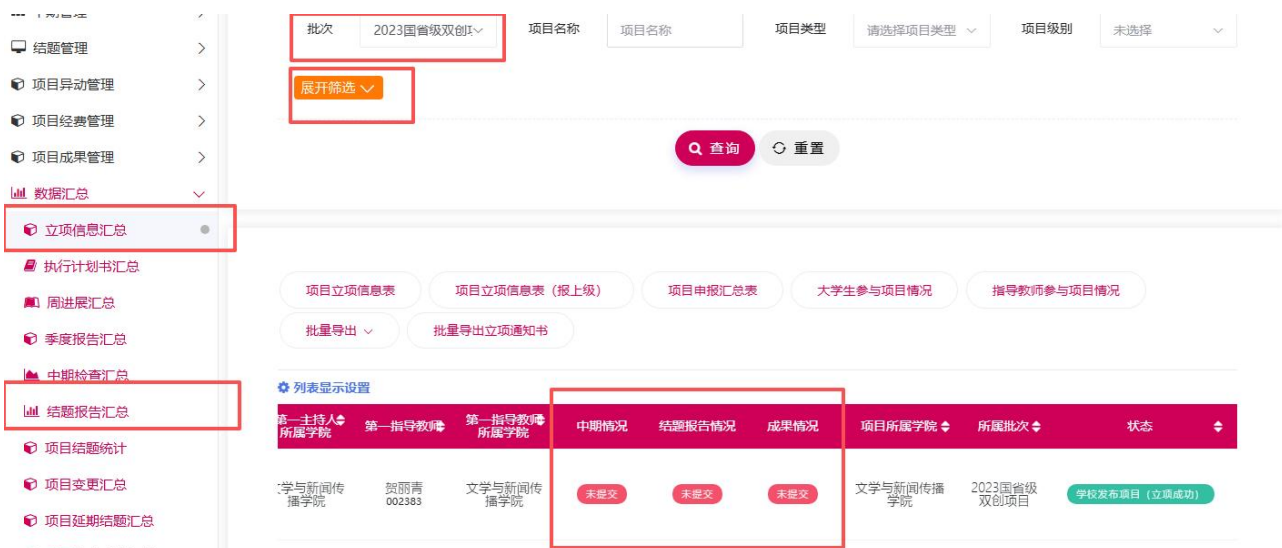 批次 2023国省级双创项 项目名称 项目名称 项目类型 请选择项目类型 项目级别 未选择
结题管理
项目异动管理
展开筛选
项目经费管理
项目成果管理
查询 重置
数据汇总
立项信息汇总
执行计划书汇总
周进展汇总
季度报告汇总
中期检查汇总
结题报告汇总
项目结题统计
项目变更汇总
项目延期结题汇总
项目立项信息表 项目立项信息表（报上级） 项目申报汇总表 大学生参与项目情况 指导教师参与项目情况
批量导出 批量导出立项通知书
列表显示设置
第一主持人
所属学院
第一指导教师
第一指导教师
所属学院
中期情况 结题报告情况 成果情况 项目所属学院 所属批次 状态
学与新闻传
播学院
贺丽青
002383
文学与新闻传
播学院
未提交 未提交 未提交
文学与新闻传播
学院
2023国省级
双创项目
学校发布项目（立项成功）